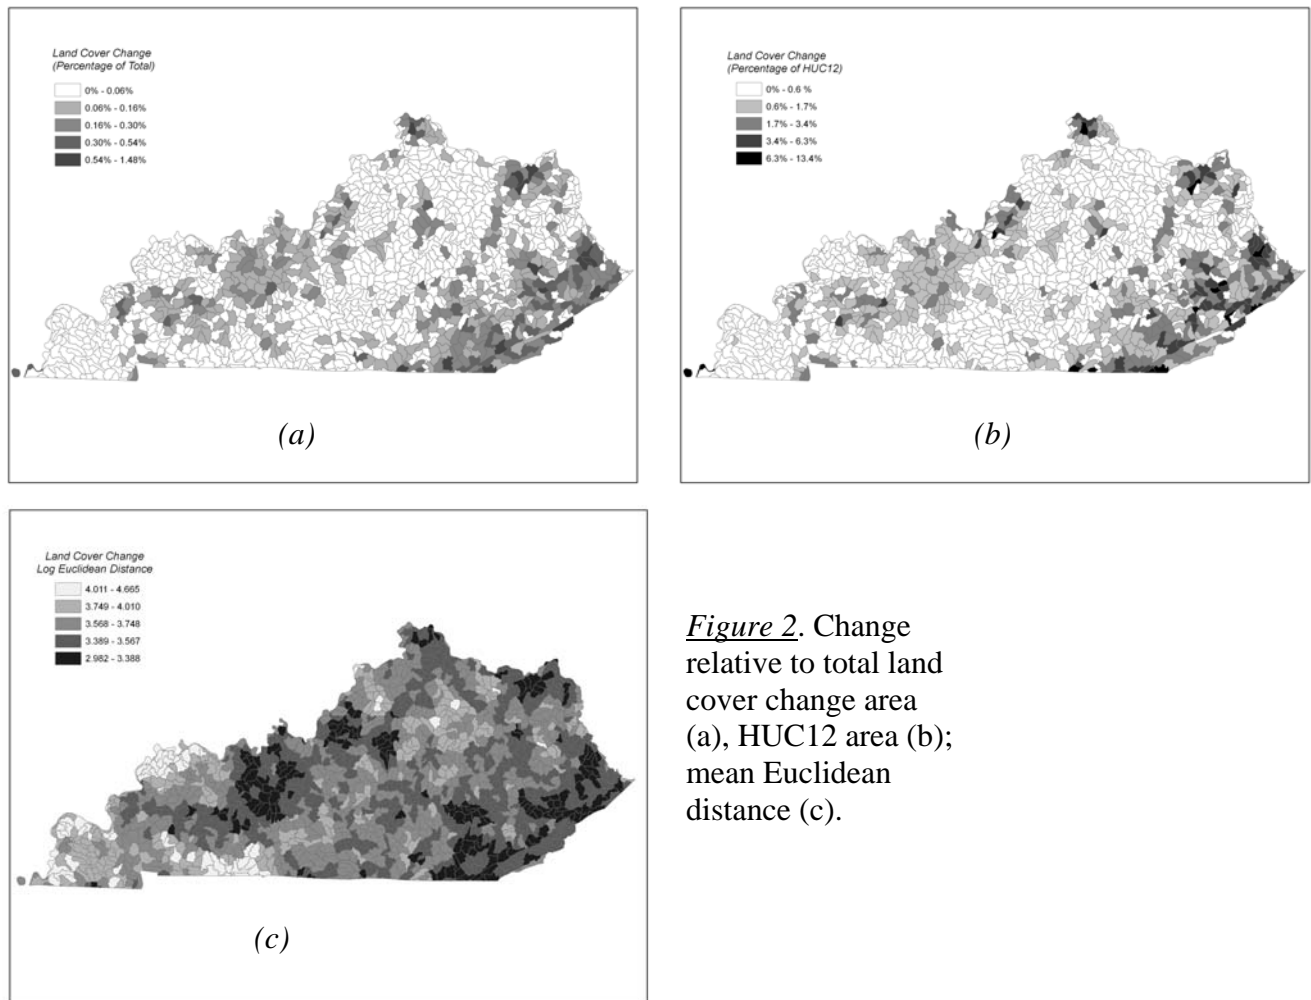 Land Cover Change
(Percentage of Total)
0% - 0.06%
0.06% - 0.16%
0.16% - 0.30%
0.30% - 0.54%
0.54% - 1.48%
(a)
Land Cover Change
(Percentage of HUC12)
0% - 0.6 %
0.6% - 1.7%
1.7% - 3.4%
3.4% - 6.3%
6.3% - 13.4%
(b)
Land Cover Change
Log Euclidean Distance
4.011 - 4.665
3.749 - 4.010
3.568 - 3.748
3.389 - 3.567
2.982 - 3.388
(c)
Figure 2. Change
relative to total land
cover change area
(a), HUC12 area (b);
mean Euclidean
distance (c).